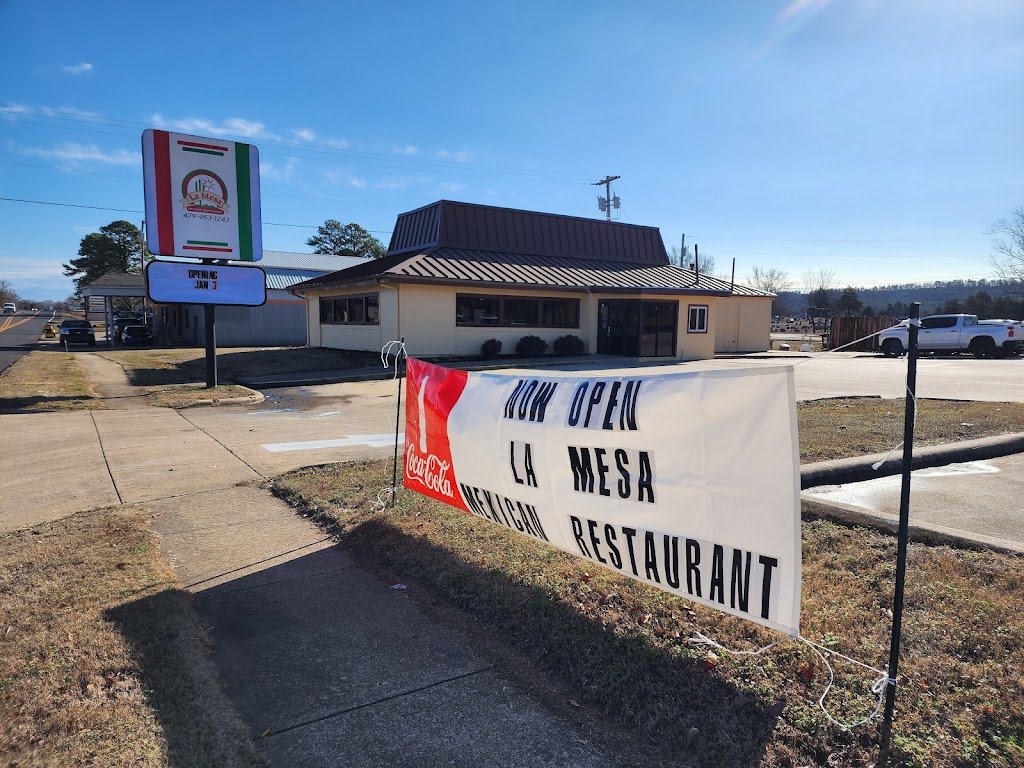 La Mesa
479-963-1243
OPENING
JAN 3
NOW OPEN
LA MESA
MEXICAN RESTAURANT
Coca-Cola